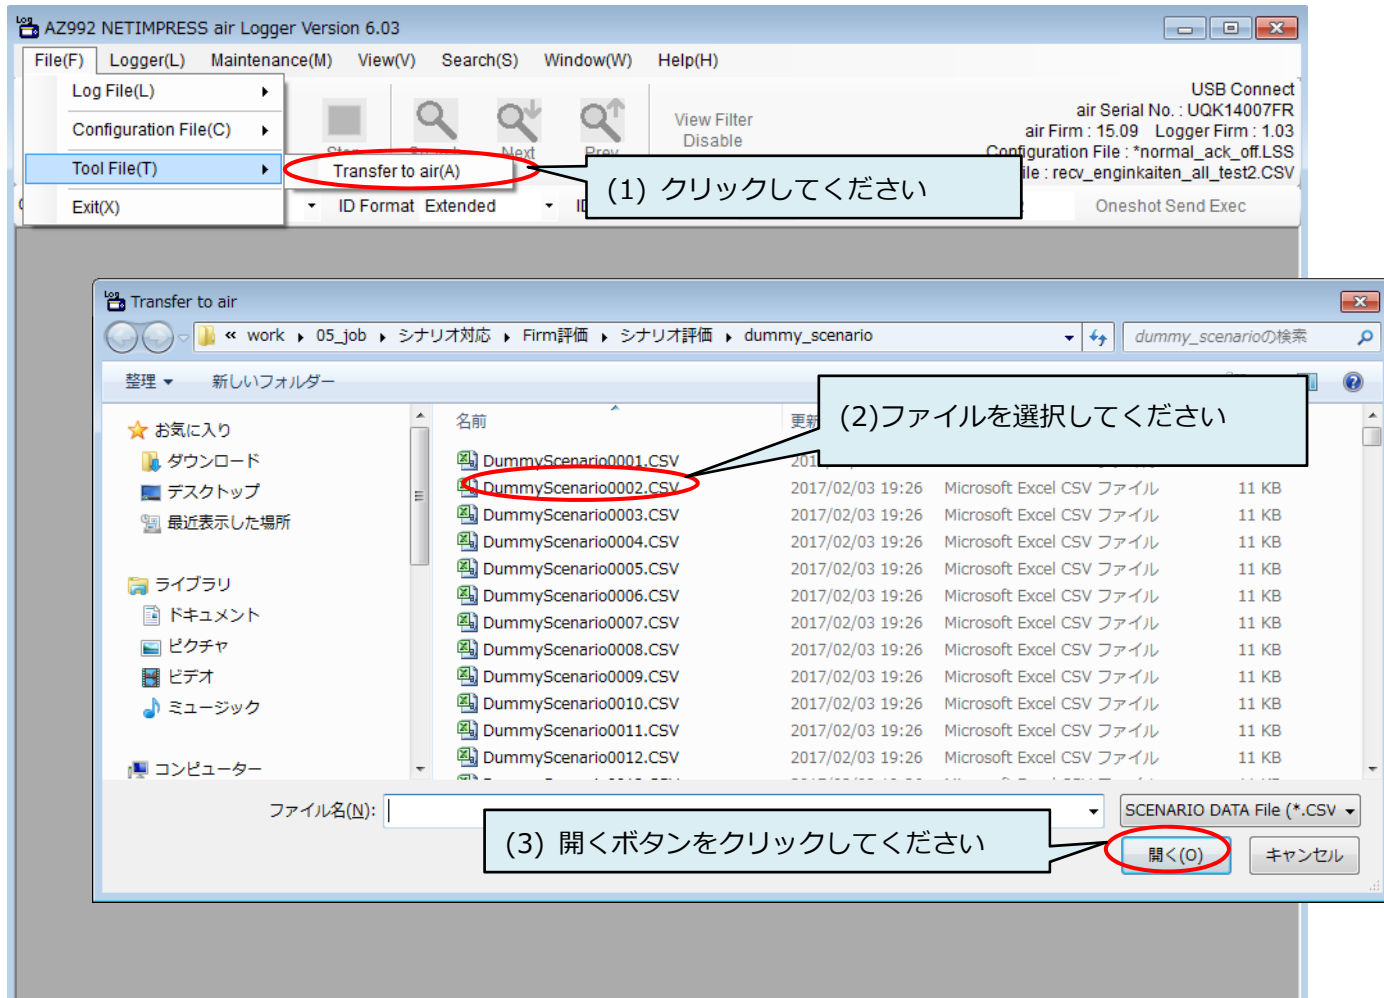 AZ992 NETIMPRESS air Logger Version 6.03
File(F) Logger(L) Maintenance(M) View(V) Search(S) Window(W) Help(H)
Log File(L)
Configuration File(C)
Tool File(T)
Exit(X)
Transfer to air(A)
Next
View Filter
Disable
USB Connect
air Serial No. : UQK14007FR
air Firm : 15.09 Logger Firm : 1.03
Configuration File : *normal_ack_off.LSS
ile : recv_enginkaiten_all_test2.CSV
(1) クリックしてください
ID Format Extended
Oneshot Send Exec
Transfer to air
« work 05_job シナリオ対応 Firm評価 シナリオ評価 dummy_scenario
dummy_scenarioの検索
整理 新しいフォルダー
(2)ファイルを選択してください
お気に入り
ダウンロード
デスクトップ
最近表示した場所
ライブラリ
ドキュメント
ピクチャ
ビデオ
ミュージック
コンピューター
名前
DummyScenario0001.CSV
DummyScenario0002.CSV 2017/02/03 19:26 Microsoft Excel CSV ファイル 11 KB
DummyScenario0003.CSV 2017/02/03 19:26 Microsoft Excel CSV ファイル 11 KB
DummyScenario0004.CSV 2017/02/03 19:26 Microsoft Excel CSV ファイル 11 KB
DummyScenario0005.CSV 2017/02/03 19:26 Microsoft Excel CSV ファイル 11 KB
DummyScenario0006.CSV 2017/02/03 19:26 Microsoft Excel CSV ファイル 11 KB
DummyScenario0007.CSV 2017/02/03 19:26 Microsoft Excel CSV ファイル 11 KB
DummyScenario0008.CSV 2017/02/03 19:26 Microsoft Excel CSV ファイル 11 KB
DummyScenario0009.CSV 2017/02/03 19:26 Microsoft Excel CSV ファイル 11 KB
DummyScenario0010.CSV 2017/02/03 19:26 Microsoft Excel CSV ファイル 11 KB
DummyScenario0011.CSV 2017/02/03 19:26 Microsoft Excel CSV ファイル 11 KB
DummyScenario0012.CSV 2017/02/03 19:26 Microsoft Excel CSV ファイル 11 KB
ファイル名(N):
SCENARIO DATA File (*.CSV
(3) 開くボタンをクリックしてください
開く(O) キャンセル